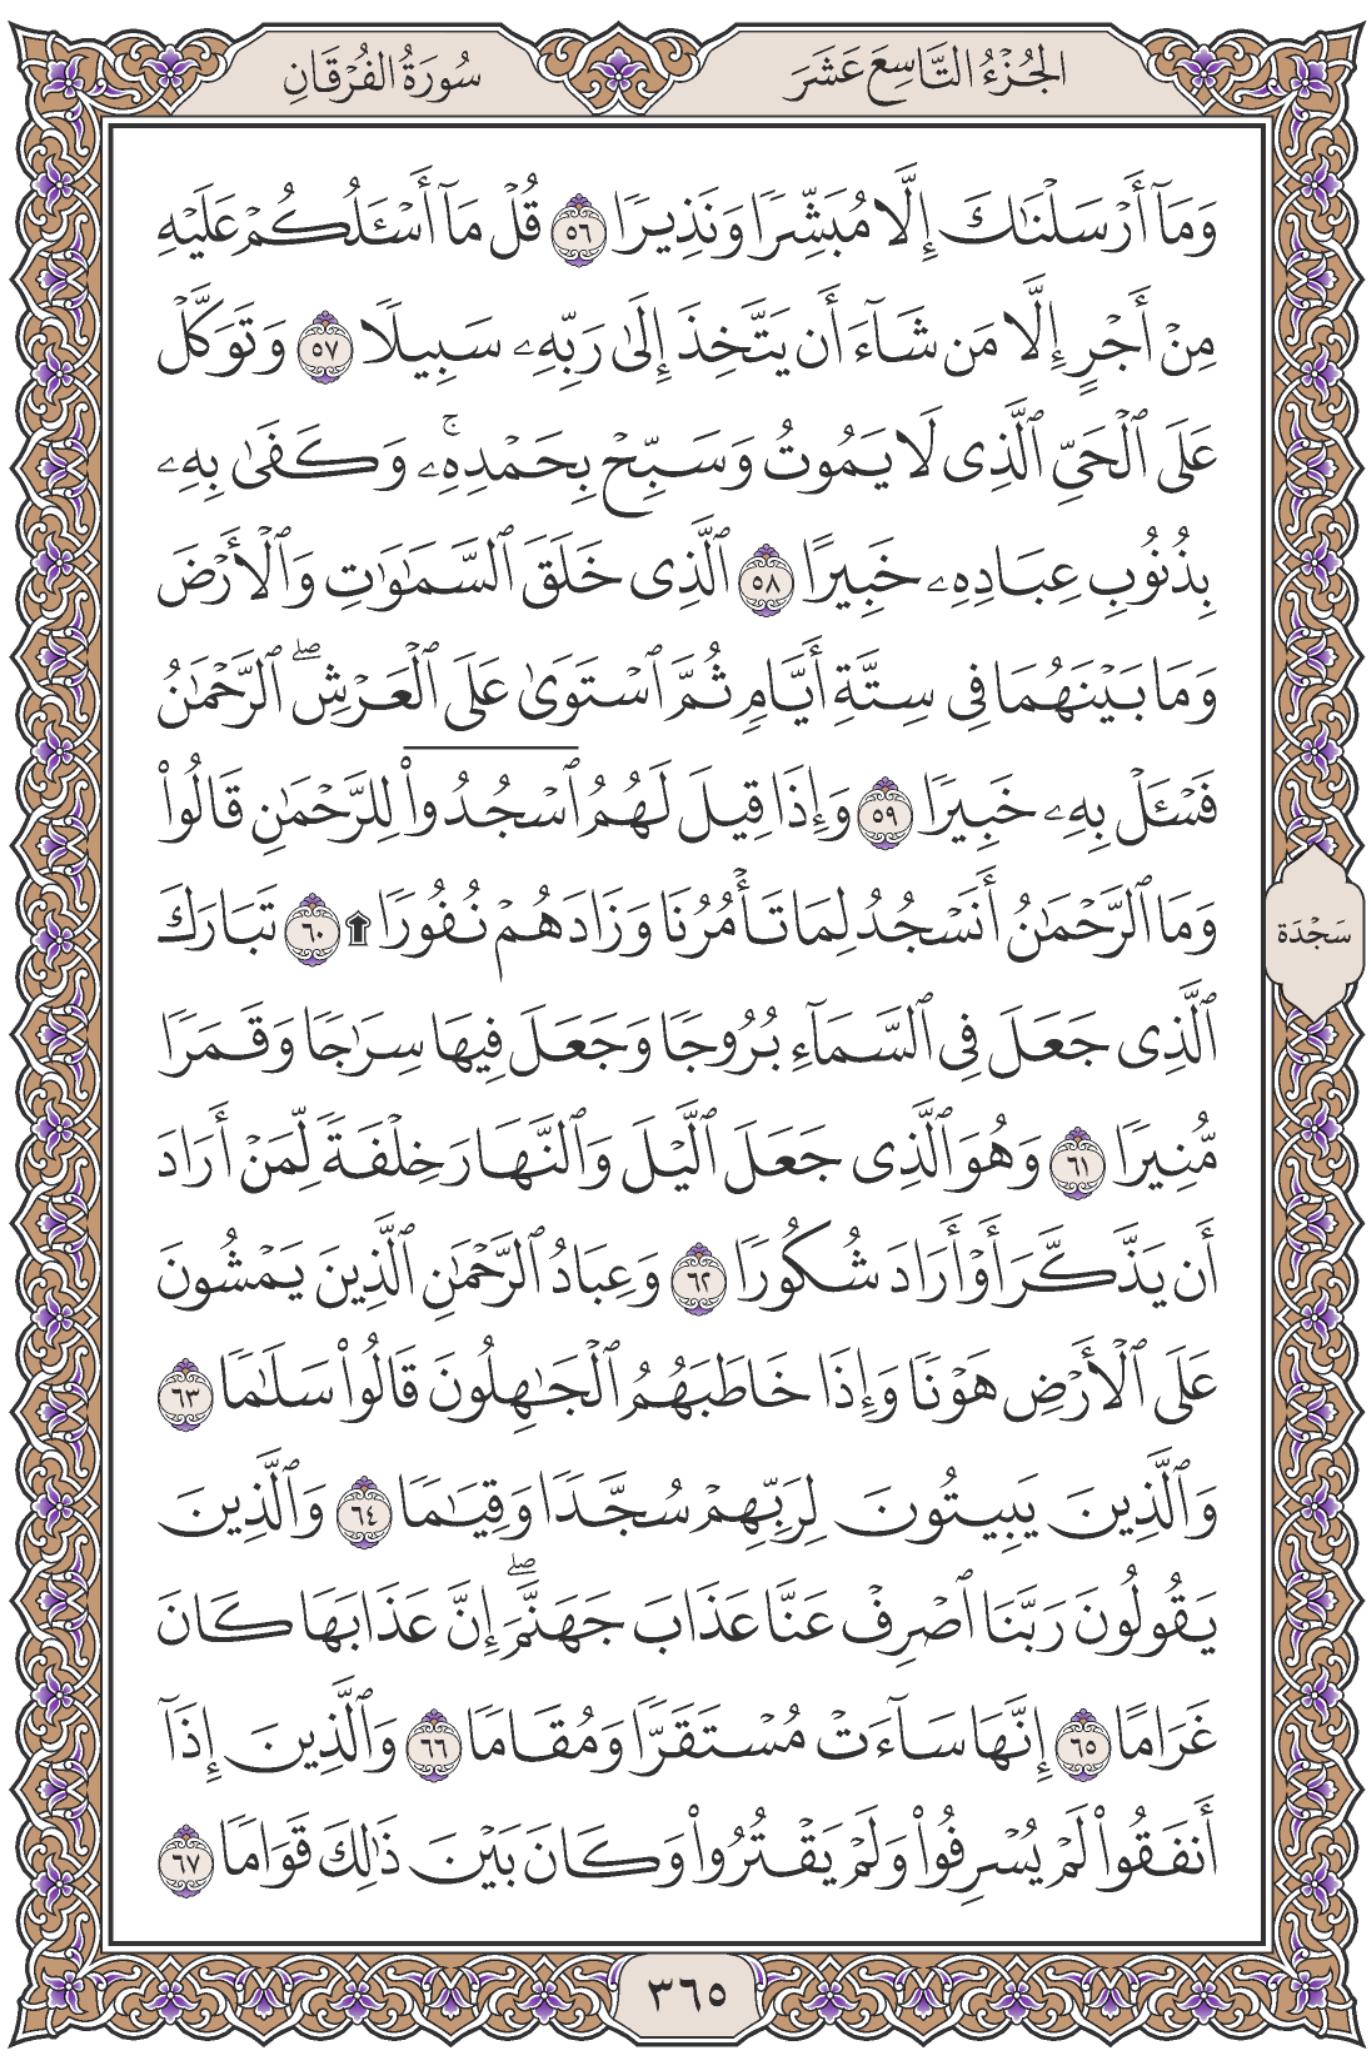 الجُزْءُ التَّاسِعَ عَشَرَ
سُورَةُ الفُرْقَانِ
وَمَآ أَرْسَلْنَٰكَ إِلَّا مُبَشِّرٗا وَنَذِيرٗا ٥٦ قُلْ مَآ أَسْـَٔلُكُمْ عَلَيْهِ
مِنْ أَجْرٍ إِلَّا مَن شَآءَ أَن يَتَّخِذَ إِلَىٰ رَبِّهِۦ سَبِيلٗا ٥٧ وَتَوَكَّلْ
عَلَى ٱلْحَيِّ ٱلَّذِى لَا يَمُوتُ وَسَبِّحْ بِحَمْدِهِۦۚ وَكَفَىٰ بِهِۦ
بِذُنُوبِ عِبَادِهِۦ خَبِيرًا ٥٨ ٱلَّذِى خَلَقَ ٱلسَّمَٰوَٰتِ وَٱلْأَرْضَ
وَمَا بَيْنَهُمَا فِى سِتَّةِ أَيَّامٖ ثُمَّ ٱسْتَوَىٰ عَلَى ٱلْعَرْشِۖ ٱلرَّحْمَٰنُ
فَسْـَٔلْ بِهِۦ خَبِيرٗا ٥٩ وَإِذَا قِيلَ لَهُمُ ٱسْجُدُوا۟ لِلرَّحْمَٰنِ قَالُوا۟
وَمَا ٱلرَّحْمَٰنُ أَنَسْجُدُ لِمَا تَأْمُرُنَا وَزَادَهُمْ نُفُورٗا ۩ ٦٠ تَبَارَكَ
ٱلَّذِى جَعَلَ فِى ٱلسَّمَآءِ بُرُوجٗا وَجَعَلَ فِيهَا سِرَٰجٗا وَقَمَرٗا
مُّنِيرٗا ٦١ وَهُوَ ٱلَّذِى جَعَلَ ٱلَّيْلَ وَٱلنَّهَارَ خِلْفَةٗ لِّمَنْ أَرَادَ
أَن يَذَّكَّرَ أَوْ أَرَادَ شُكُورٗا ٦٢ وَعِبَادُ ٱلرَّحْمَٰنِ ٱلَّذِينَ يَمْشُونَ
عَلَى ٱلْأَرْضِ هَوْنٗا وَإِذَا خَاطَبَهُمُ ٱلْجَٰهِلُونَ قَالُوا۟ سَلَٰمٗا ٦٣
وَٱلَّذِينَ يَبِيتُونَ لِرَبِّهِمْ سُجَّدٗا وَقِيَٰمٗا ٦٤ وَٱلَّذِينَ
يَقُولُونَ رَبَّنَا ٱصْرِفْ عَنَّا عَذَابَ جَهَنَّمَۖ إِنَّ عَذَابَهَا كَانَ
غَرَامًا ٦٥ إِنَّهَا سَآءَتْ مُسْتَقَرّٗا وَمُقَامٗا ٦٦ وَٱلَّذِينَ إِذَآ
أَنفَقُوا۟ لَمْ يُسْرِفُوا۟ وَلَمْ يَقْتُرُوا۟ وَكَانَ بَيْنَ ذَٰلِكَ قَوَامٗا ٦٧
سَجْدَة
٣٦٥